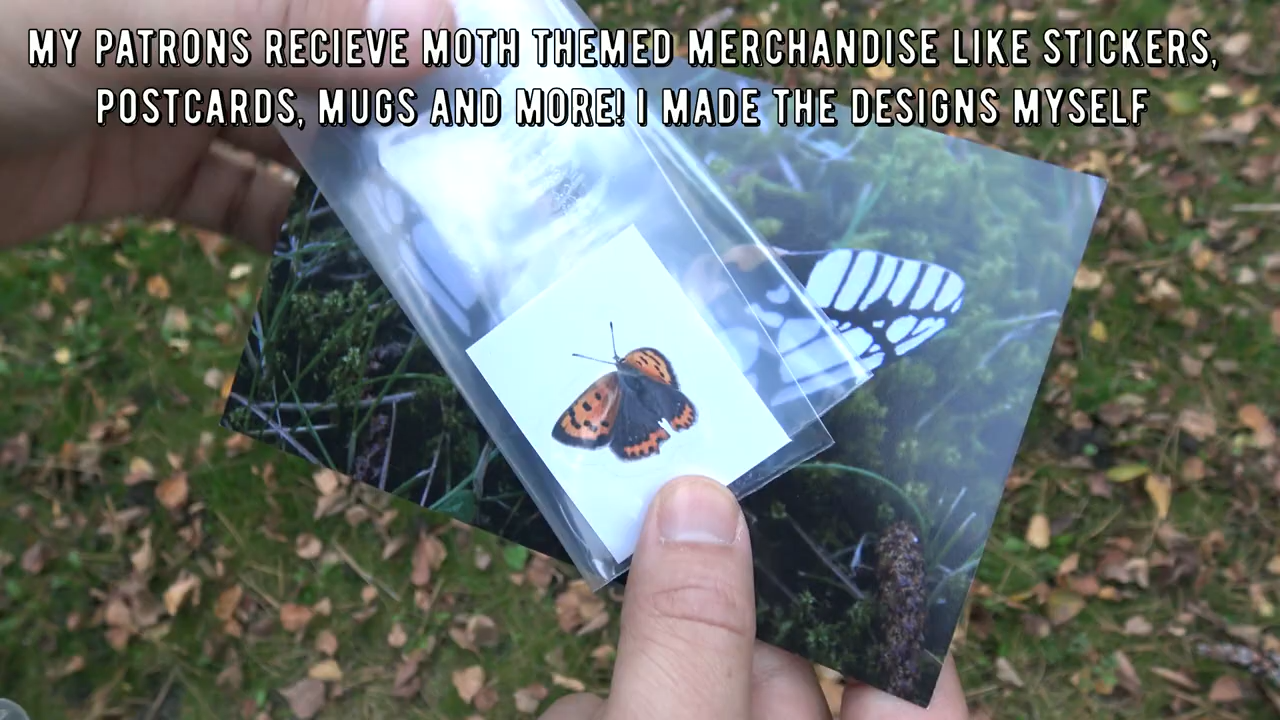 MY PATRONS RECIEVE MOTH THEMED MERCHANDISE LIKE STICKERS,
POSTCARDS, MUGS AND MORE! I MADE THE DESIGNS MYSELF